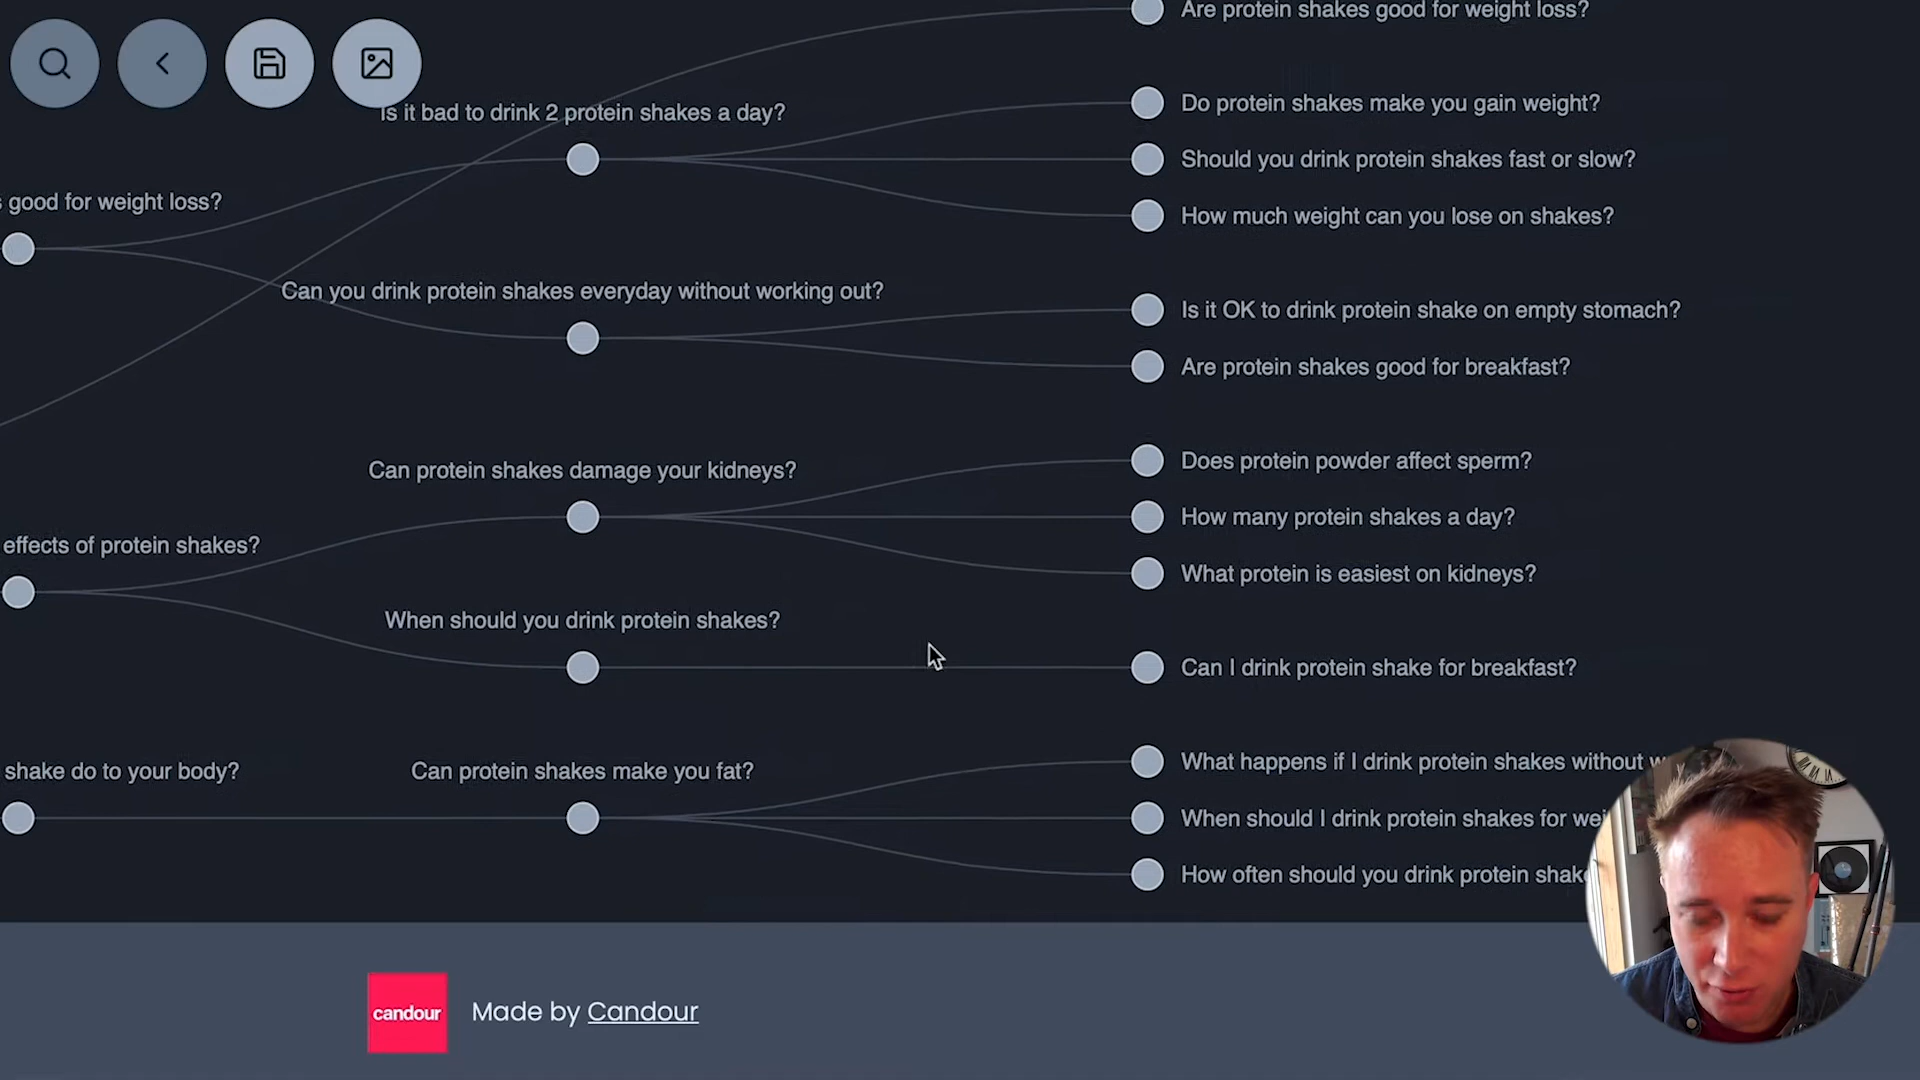 Are protein shakes good for weight loss?
Is it bad to drink 2 protein shakes a day?
Do protein shakes make you gain weight?
Should you drink protein shakes fast or slow?
How much weight can you lose on shakes?
good for weight loss?
Can you drink protein shakes everyday without working out?
Is it OK to drink protein shake on empty stomach?
Are protein shakes good for breakfast?
Can protein shakes damage your kidneys?
Does protein powder affect sperm?
How many protein shakes a day?
What protein is easiest on kidneys?
effects of protein shakes?
When should you drink protein shakes?
Can I drink protein shake for breakfast?
shake do to your body?
Can protein shakes make you fat?
What happens if I drink protein shakes without
When should I drink protein shakes for
How often should you drink protein
candour
Made by Candour